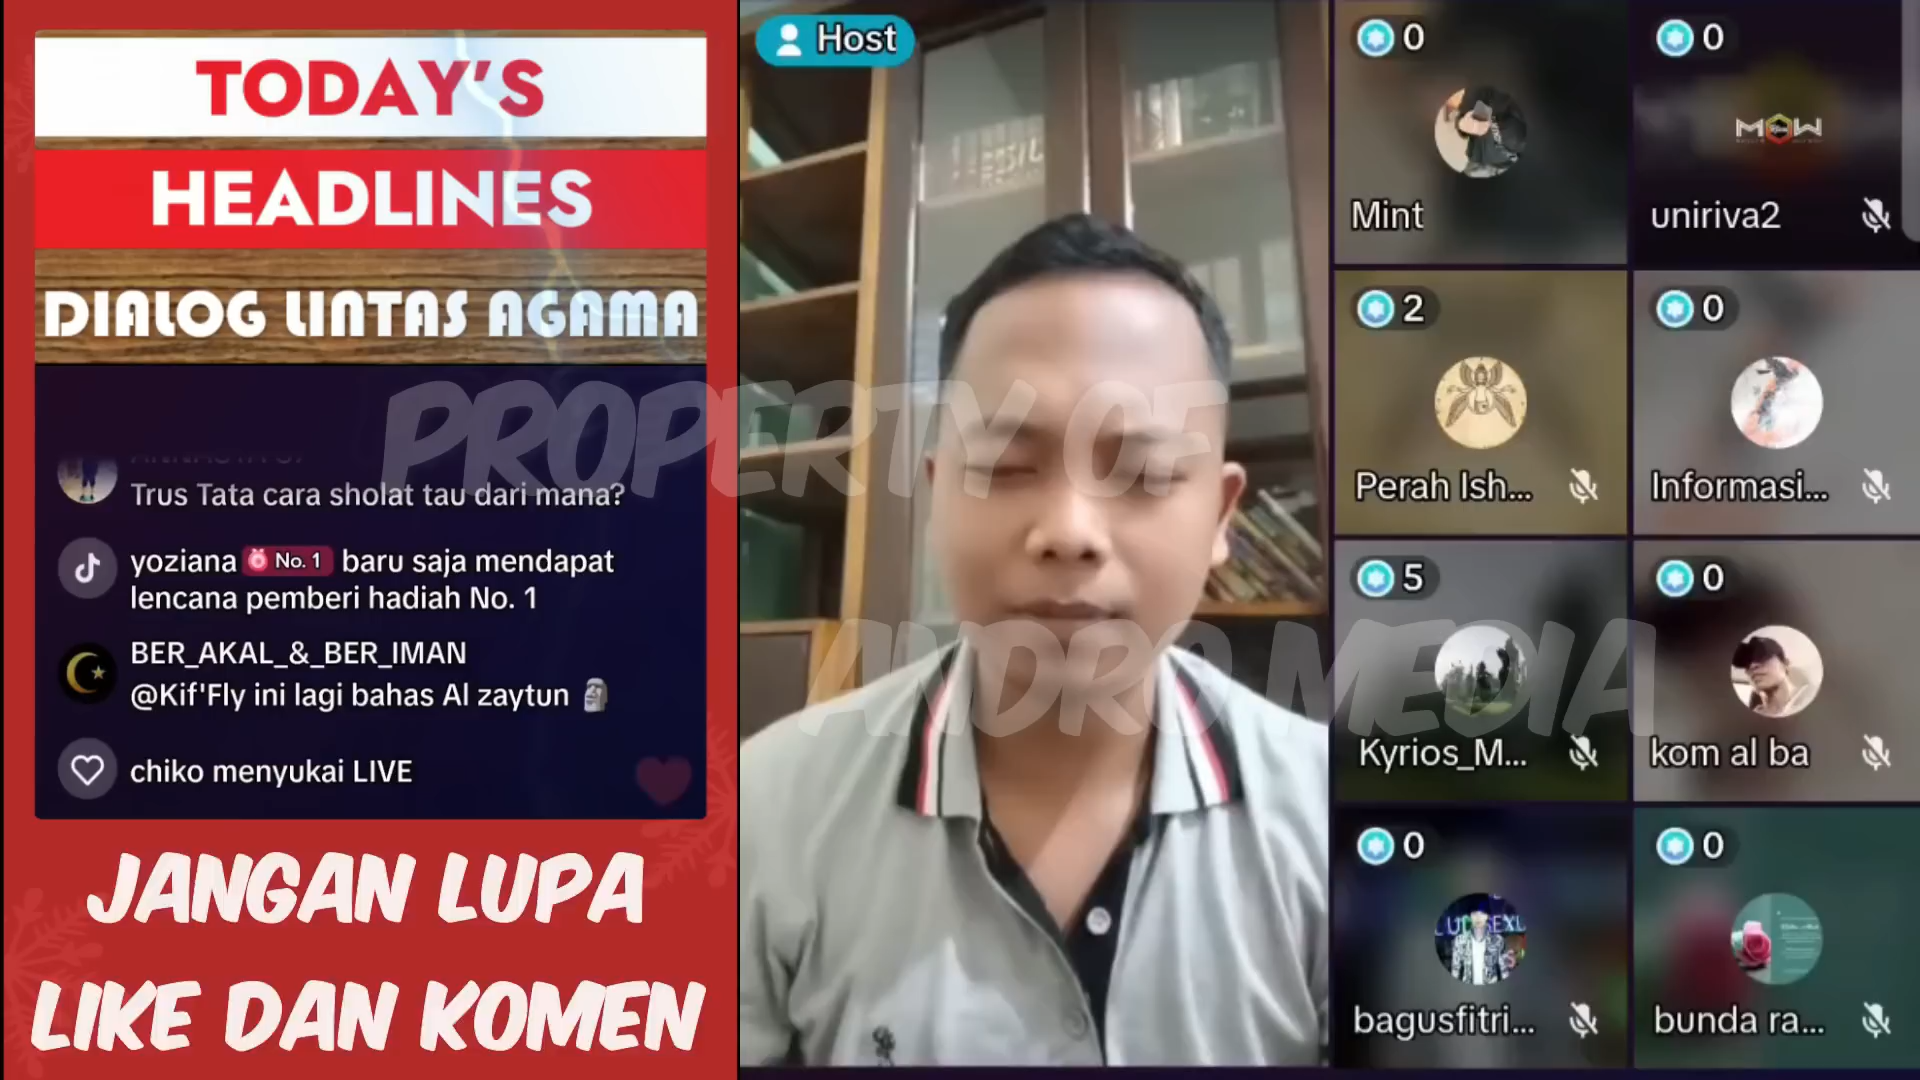 TODAY'S
HEADLINES
DIALOG LINTAS AGAMA
Trus Tata cara sholat tau dari mana?
yoziana No. 1 baru saja mendapat
lencana pemberi hadiah No. 1
BER_AKAL_&_BER_IMAN
@Kif'Fly ini lagi bahas Al zaytun
chiko menyukai LIVE
JANGAN LUPA
LIKE DAN KOMEN
PROPERTY OF
ANDRO MEDIA
Host
0
Mint
0
MOW
uniriva2
2
Perah Ish...
0
Informasi...
5
Kyrios_M...
0
kom al ba
0
bagusfitri...
0
bunda ra...